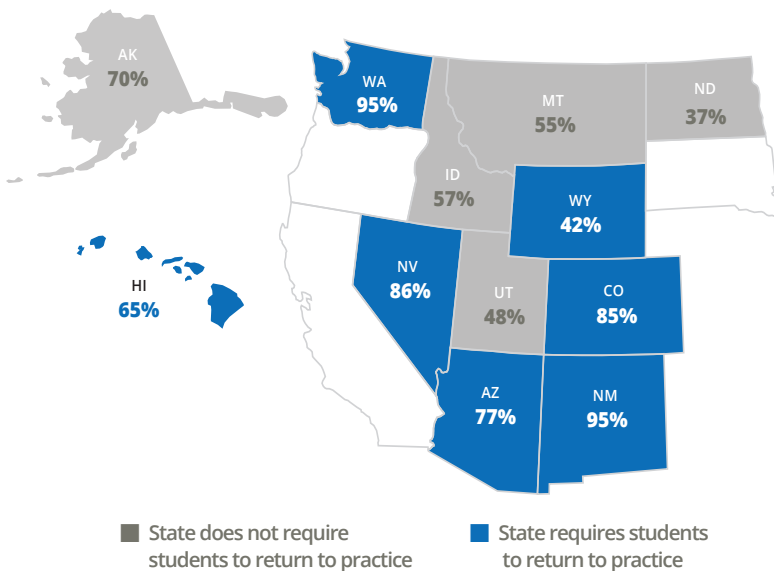 AK
70%
WA
95%
MT
55%
ND
37%
ID
57%
WY
42%
HI
65%
NV
86%
UT
48%
CO
85%
AZ
77%
NM
95%
State does not require
students to return to practice
State requires students
to return to practice